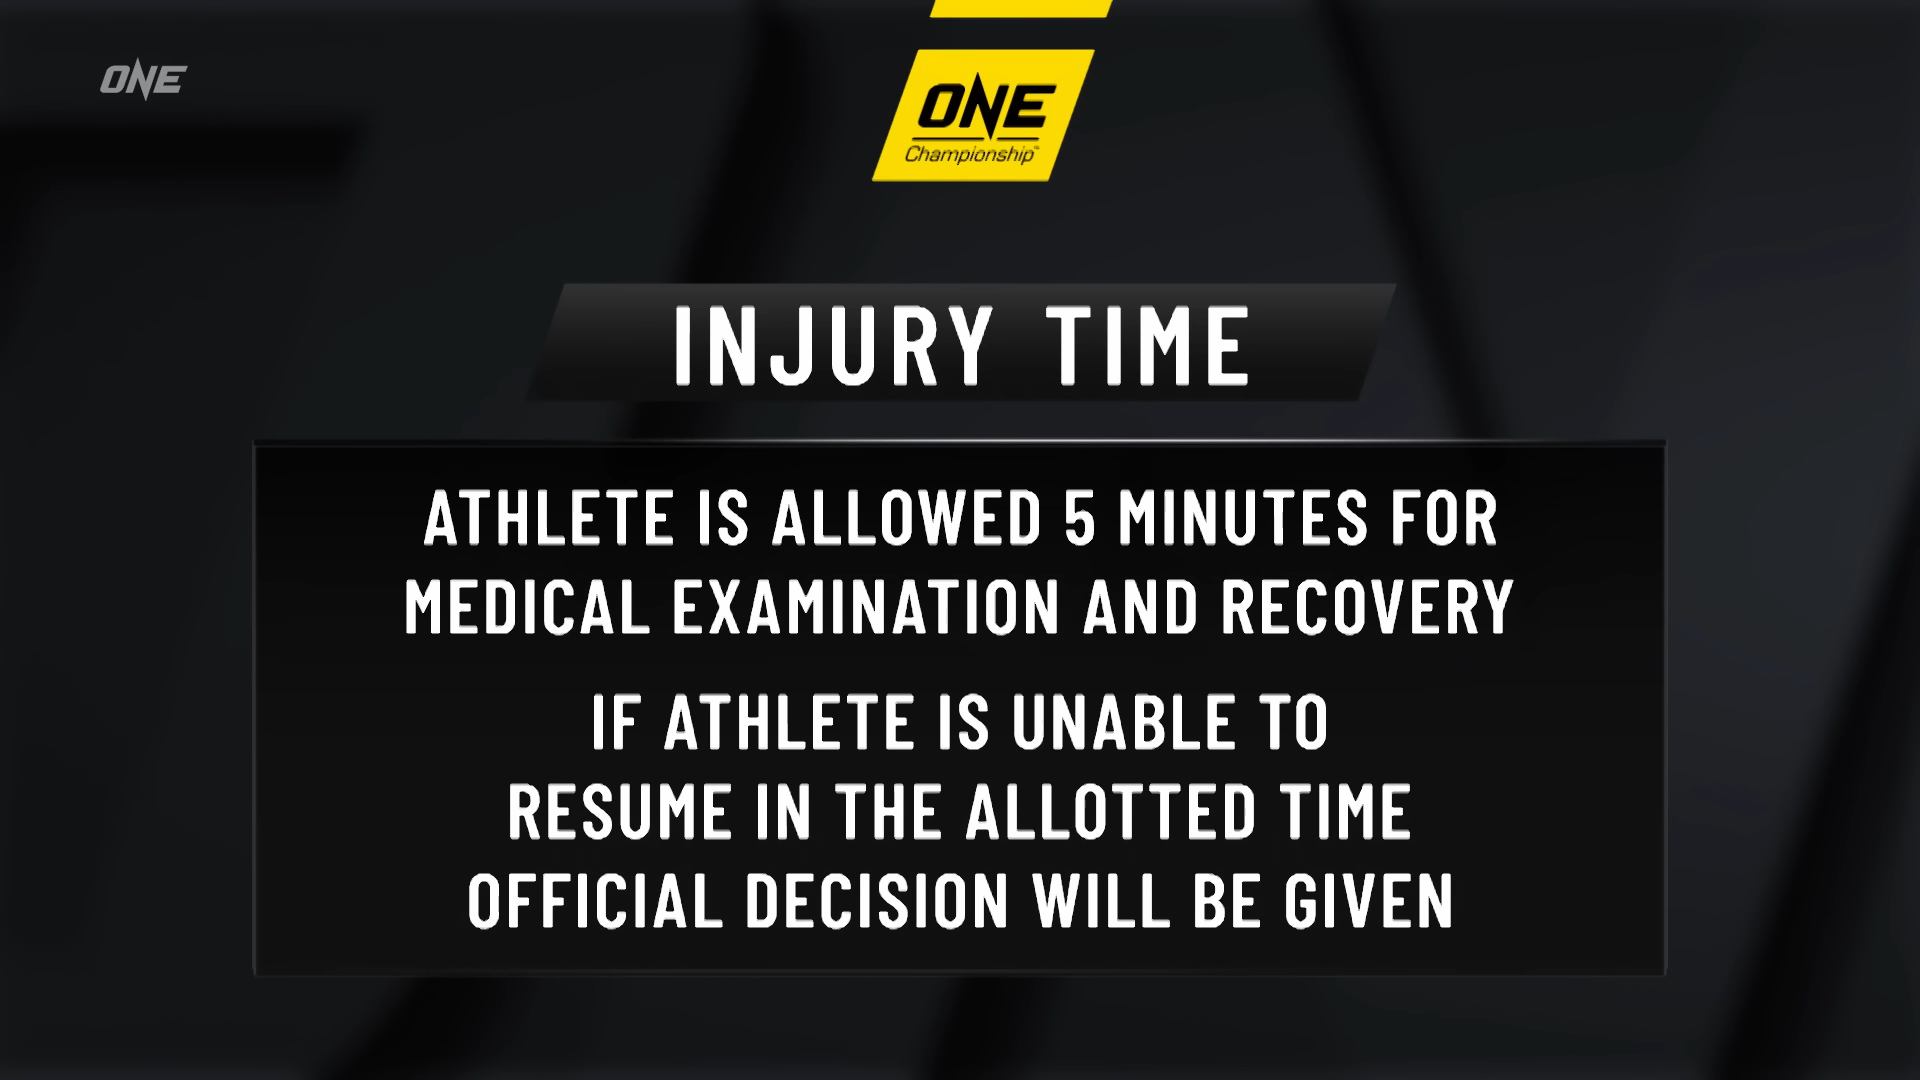 ONE
ONE
Championship™
INJURY TIME
ATHLETE IS ALLOWED 5 MINUTES FOR
MEDICAL EXAMINATION AND RECOVERY
IF ATHLETE IS UNABLE TO
RESUME IN THE ALLOTTED TIME
OFFICIAL DECISION WILL BE GIVEN